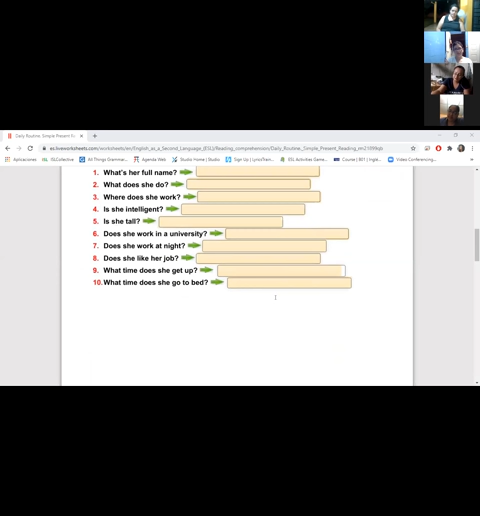 Daily Routine: Simple Present R
es.liveworksheets.com/worksheets/en/English_as_a_Second_Language_(ESL)/Reading_comprehension/Daily_Routine_Simple_Present_Reading
Aplicaciones ISLCollective All Things Grammar... Agenda Web Studio Home | Studio Sign Up | LyricsTrain... ESL Activities Game... Course | 801 | Ingle... Video Conferencing...
1. What's her full name?
2. What does she do?
3. Where does she work?
4. Is she intelligent?
5. Is she tall?
6. Does she work in a university?
7. Does she work at night?
8. Does she like her job?
9. What time does she get up?
10. What time does she go to bed?